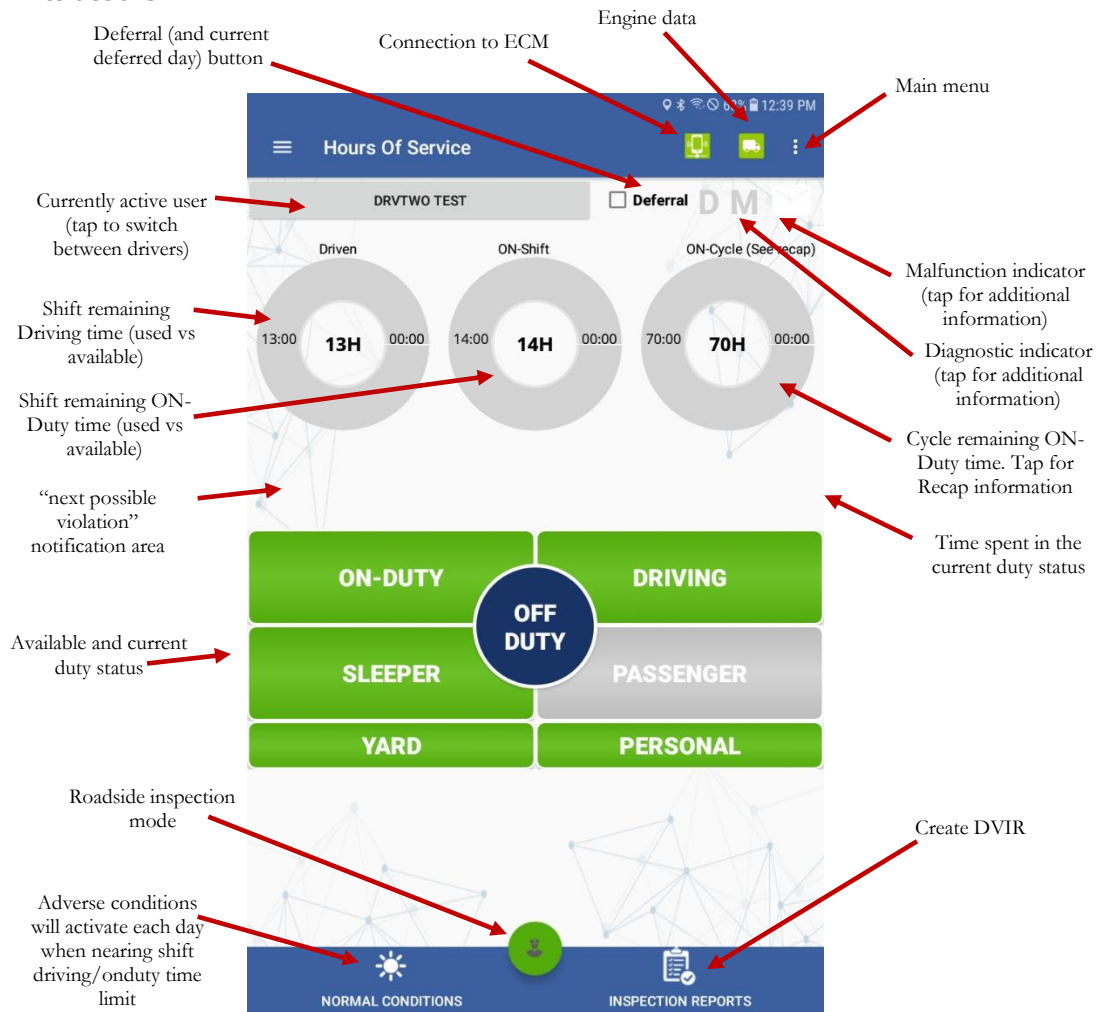 Engine data
Deferral (and current
deferred day) button
Connection to ECM
Main menu
12:39 PM
Hours Of Service
Currently active user
(tap to switch
between drivers)
DRVTWO TEST
Deferral D M
Driven
ON-Shift
ON-Cycle (See recap)
Malfunction indicator
(tap for additional
information)
Shift remaining
Driving time (used vs
available)
13:00 13H 00:00
14:00 14H 00:00
70:00 70H 00:00
Diagnostic indicator
(tap for additional
information)
Shift remaining ON-
Duty time (used vs
available)
Cycle remaining ON-
Duty time. Tap for
Recap information
"next possible
violation"
notification area
Time spent in the
current duty status
ON-DUTY
DRIVING
OFF
DUTY
Available and current
duty status
SLEEPER
PASSENGER
YARD
PERSONAL
Roadside inspection
mode
Create DVIR
Adverse conditions
will activate each day
when nearing shift
driving/onduty time
limit
NORMAL CONDITIONS
INSPECTION REPORTS